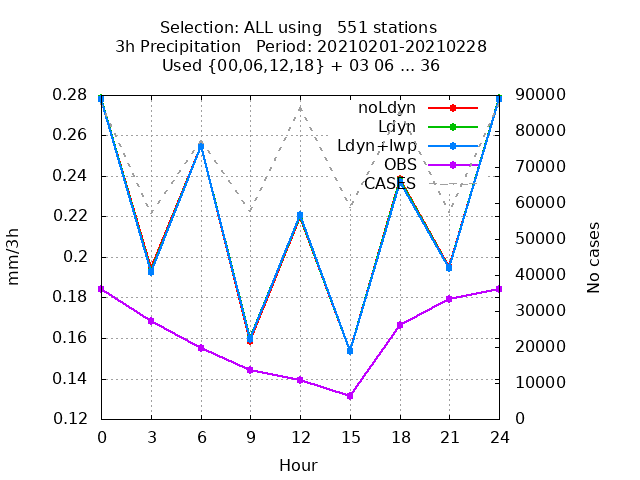 Selection: ALL using   551 stations
3h Precipitation   Period: 20210201-20210228
Used {00,06,12,18} + 03 06 ... 36
0.28
0.26
0.24
0.22
0.2
0.18
0.16
0.14
0.12
mm/3h
noLdyn
Ldyn
Ldyn+lwp
OBS
CASES
90000
80000
70000
60000
50000
40000
30000
20000
10000
0
No cases
0 3 6 9 12 15 18 21 24
Hour